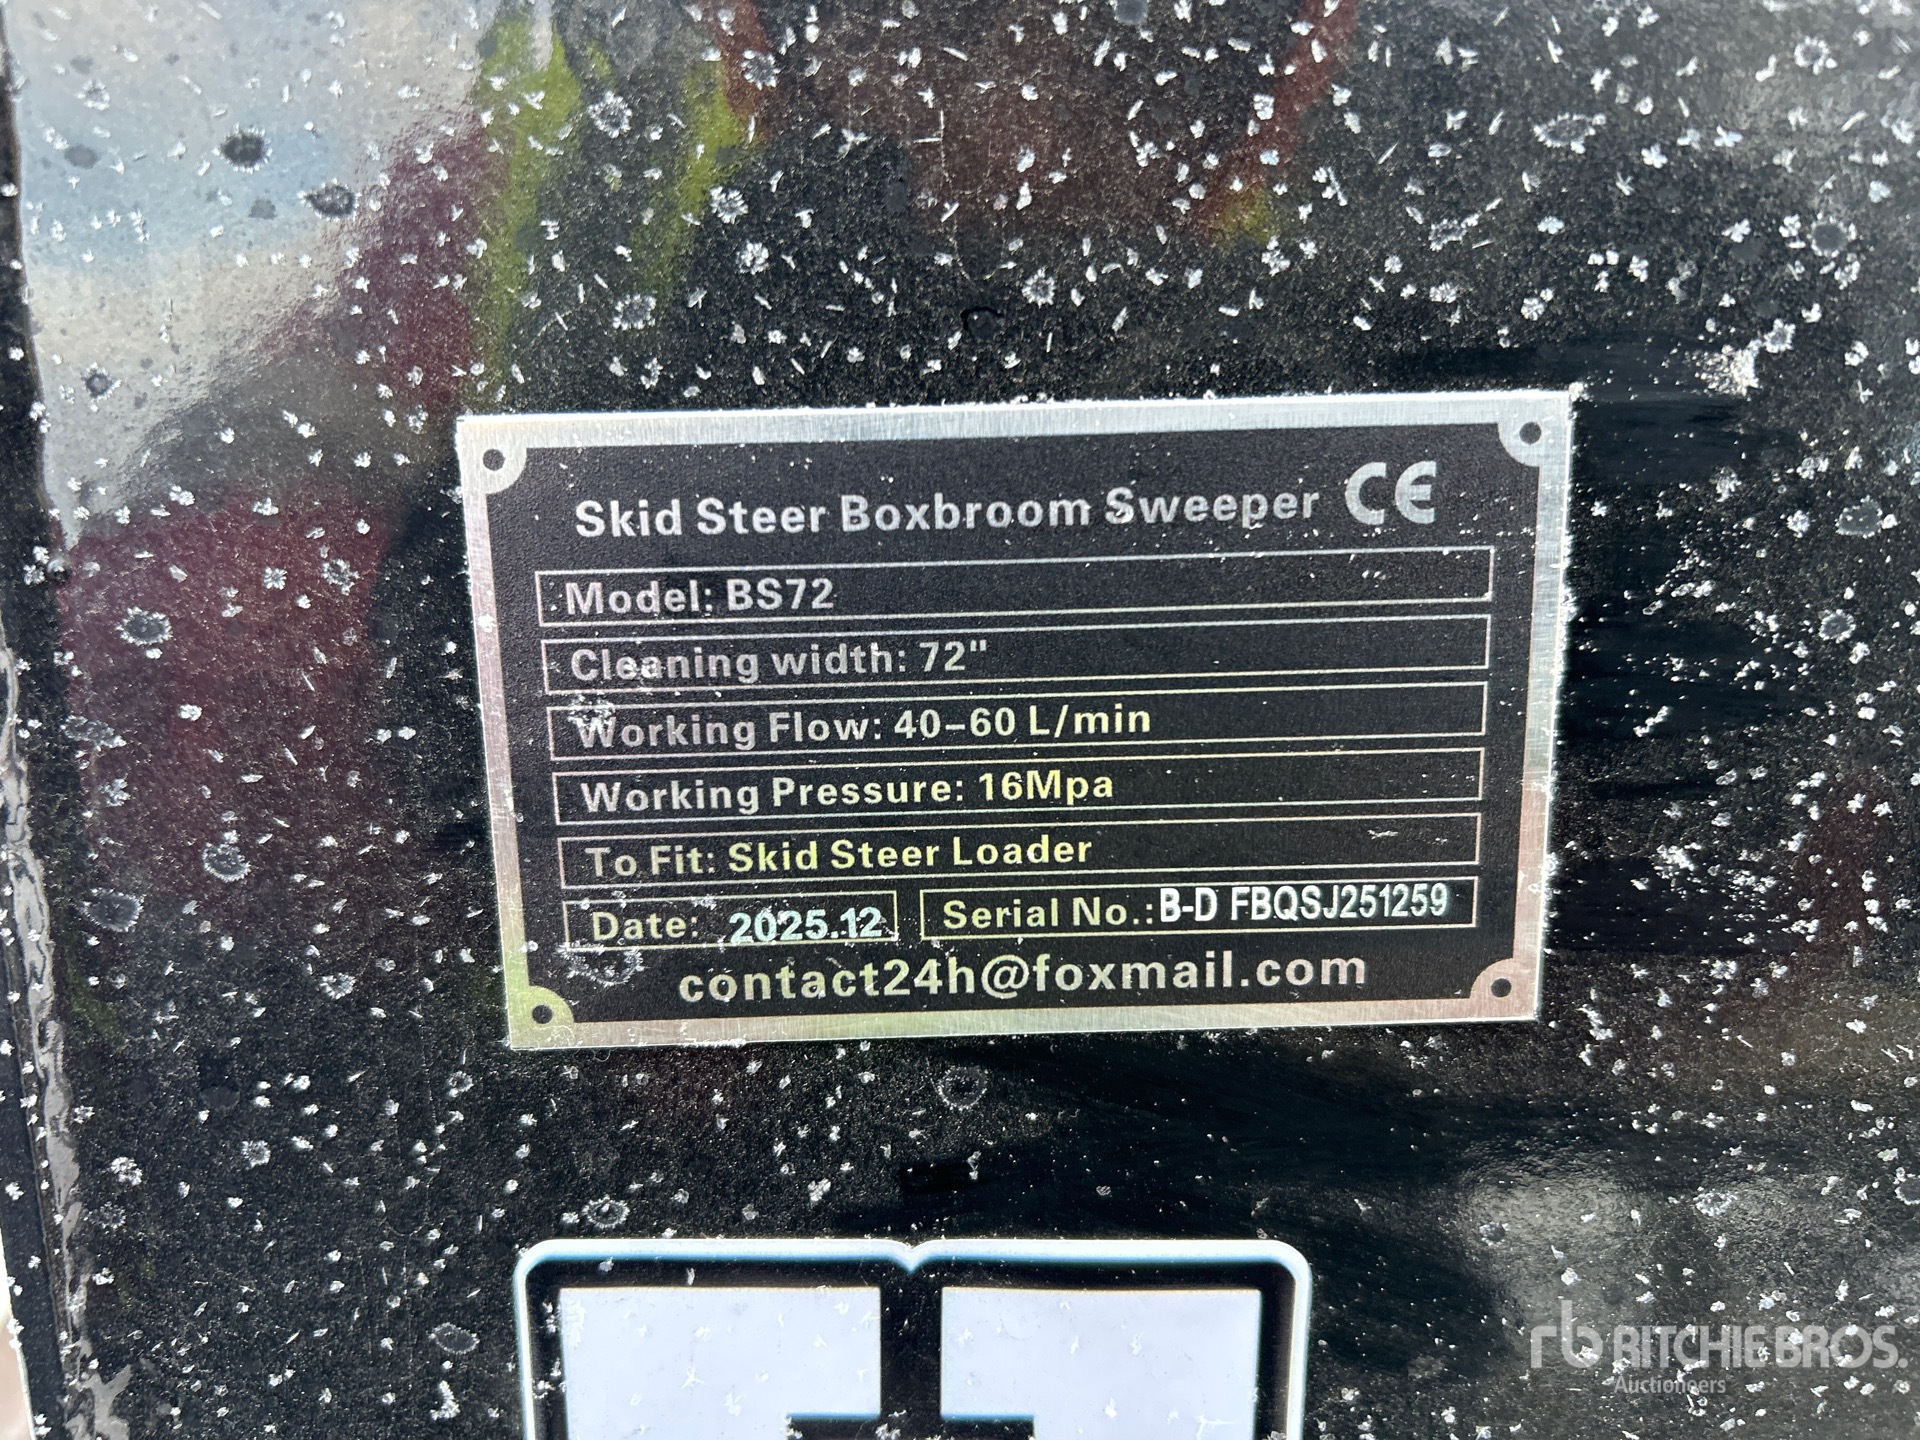 Skid Steer Boxbroom Sweeper CE
Model: BS72
Cleaning width: 72"
Working Flow: 40-60 L/min
Working Pressure: 16Mpa
To Fit: Skid Steer Loader
Date: 2025.12 Serial No.: B-D FBQSJ251259
contact24h@foxmail.com
rb RITCHIE BROS.
Auctioneers